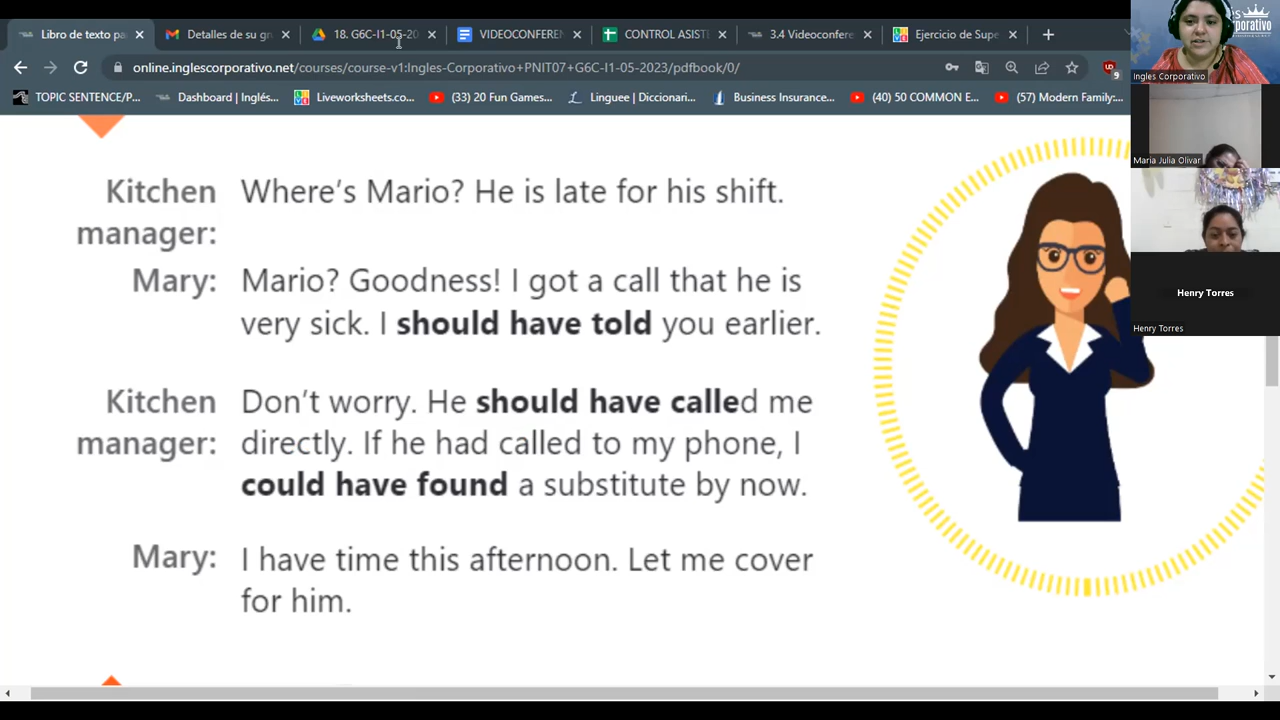 Libro de texto pa
Detalles de su gr
18. G6C-I1-05-20
VIDEOCONFEREN
CONTROL ASIST
3.4 Videoconfere
Ejercicio de Supe
online.inglescorporativo.net/courses/course-v1:Ingles-Corporativo+PNIT07+G6C-I1-05-2023/pdfbook/0/
9
TOPIC SENTENCE/P...
Dashboard | Inglés...
Liveworksheets.co...
(33) 20 Fun Games...
Linguee | Diccionari...
Business Insurance...
(40) 50 COMMON E...
(57) Modern Family:...
Ingles Corporativo
Maria Julia Olivar
Henry Torres
Henry Torres
Kitchen manager: Where's Mario? He is late for his shift.
Mary: Mario? Goodness! I got a call that he is
very sick. I should have told you earlier.
Kitchen manager: Don't worry. He should have called me
directly. If he had called to my phone, I
could have found a substitute by now.
Mary: I have time this afternoon. Let me cover
for him.